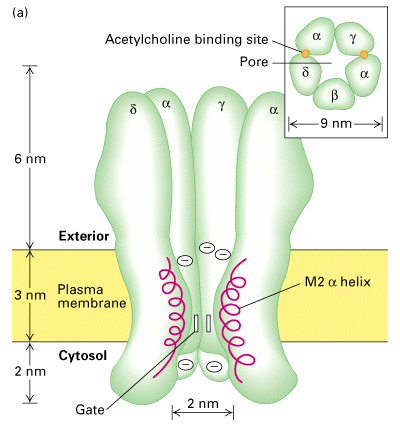 (a)
Acetylcholine binding site
Pore
α γ
δ α
β
9 nm
δ α γ α
6 nm
Exterior
3 nm
Plasma
membrane
M2 α helix
Cytosol
2 nm
Gate
2 nm
− − −
− −